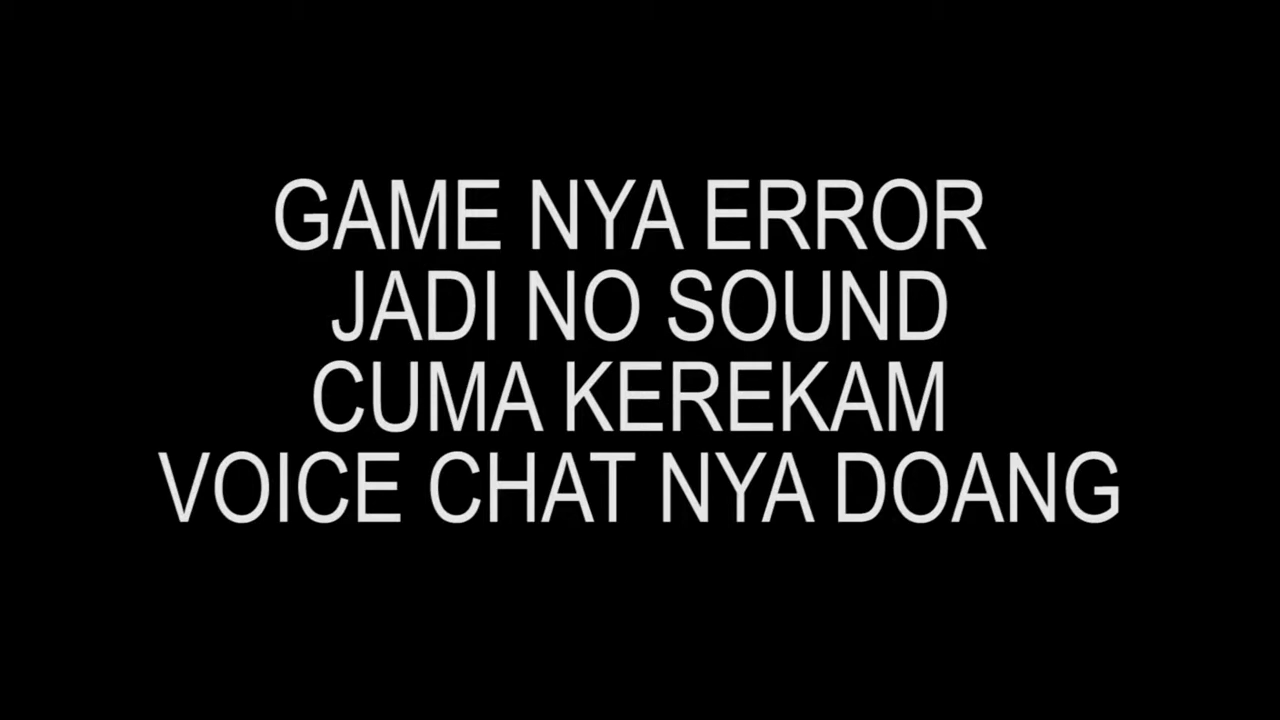 GAME NYA ERROR
JADI NO SOUND
CUMA KEREKAM
VOICE CHAT NYA DOANG